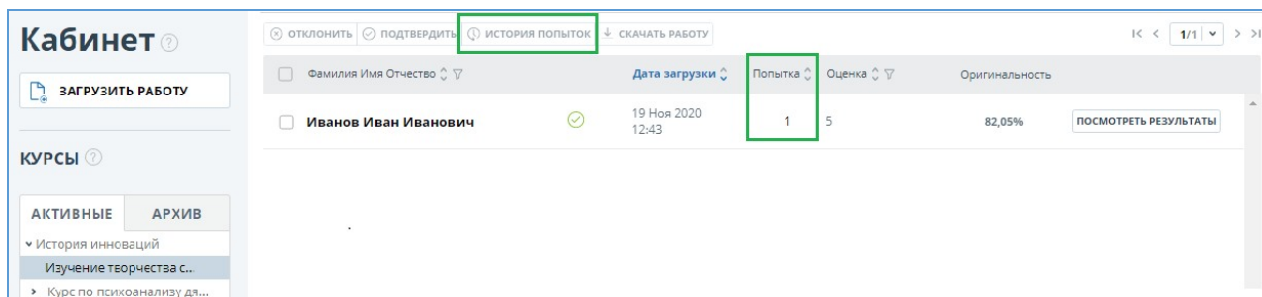 Кабинет
ЗАГРУЗИТЬ РАБОТУ
КУРСЫ
АКТИВНЫЕ АРХИВ
История инноваций
Изучение творчества с...
Курс по психоанализу дл...
ОТКЛОНИТЬ ПОДТВЕРДИТЬ ИСТОРИЯ ПОПЫТОК СКАЧАТЬ РАБОТУ 1/1
Фамилия Имя Отчество Дата загрузки Попытка Оценка Оригинальность
Иванов Иван Иванович 19 Ноя 2020 12:43 1 5 82,05% ПОСМОТРЕТЬ РЕЗУЛЬТАТЫ